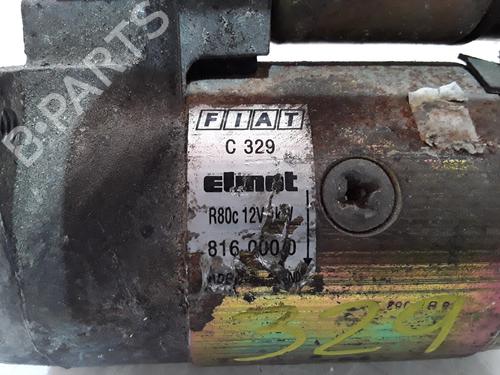 B-PARTS
FIAT
C 329
elmot
R80c 12V
816 000/0
329